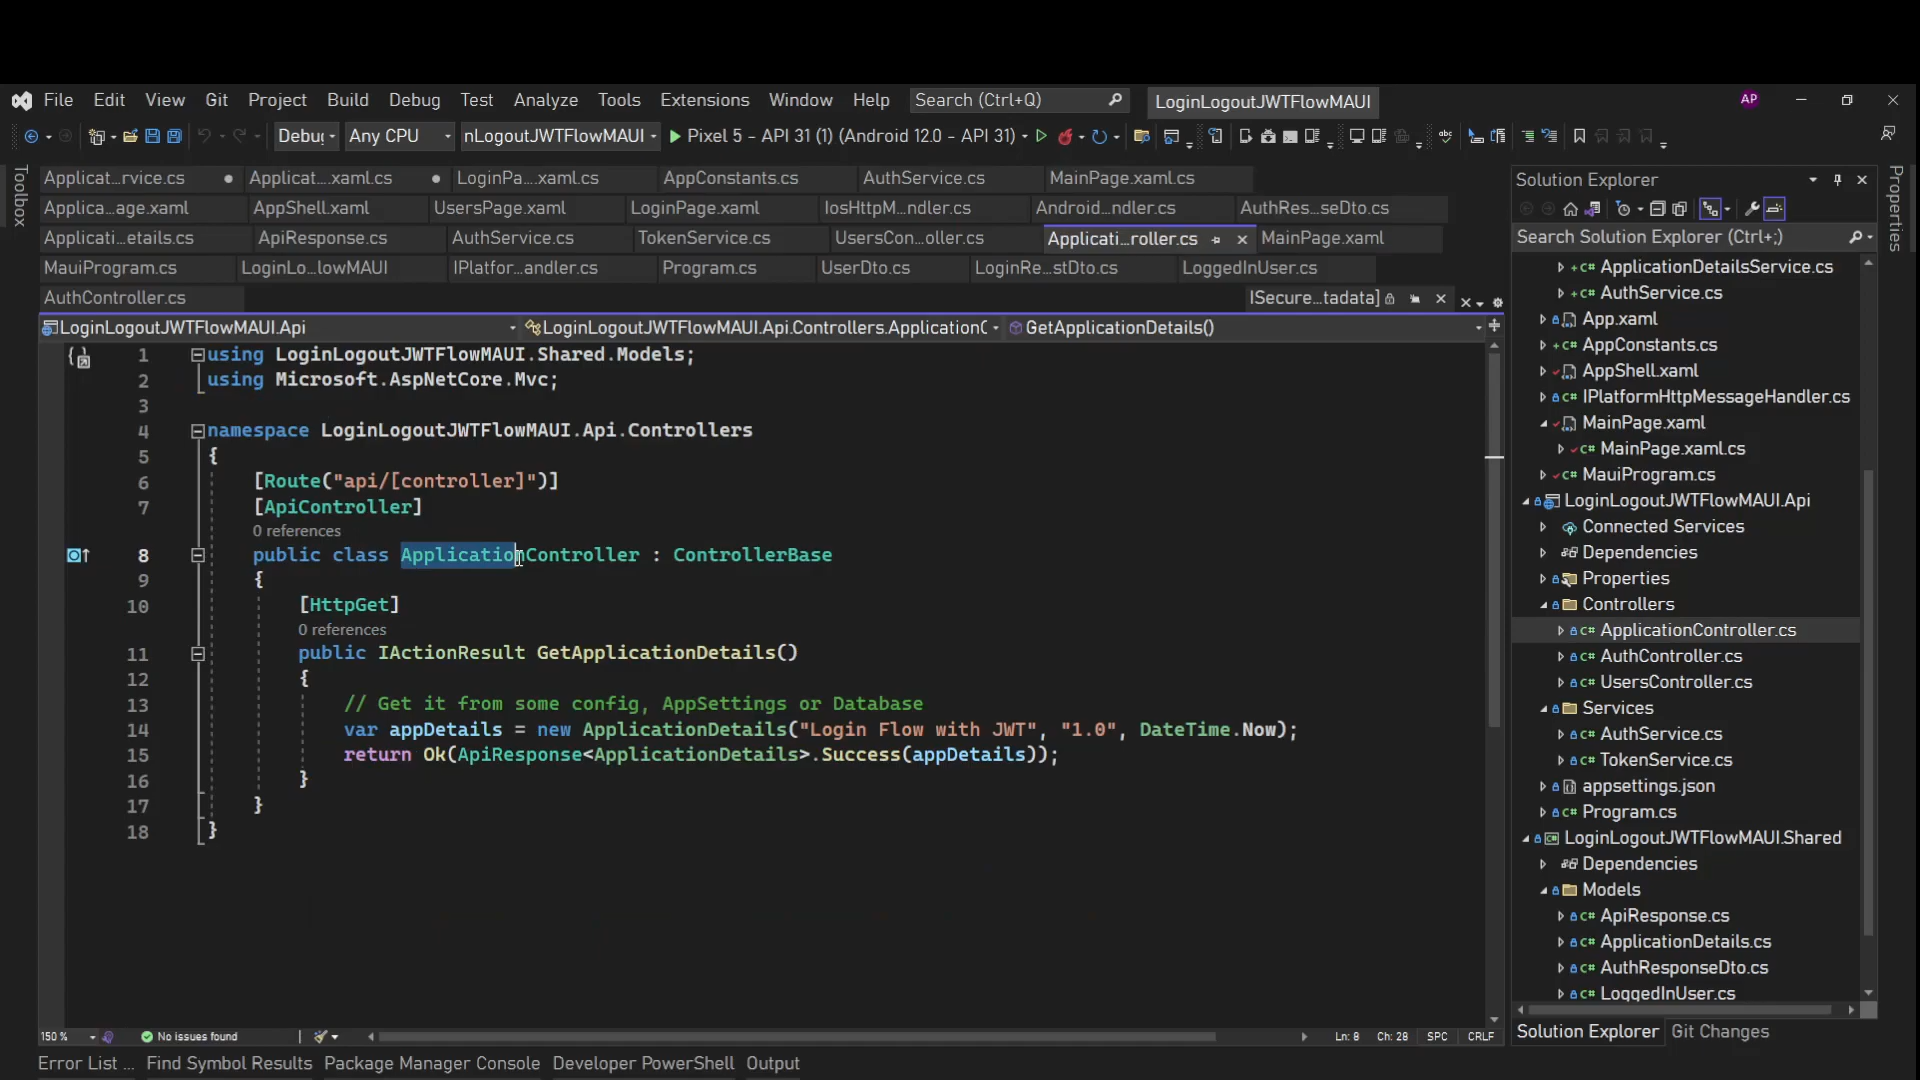 File Edit View Git Project Build Debug Test Analyze Tools Extensions Window Help Search (Ctrl+Q) LoginLogoutJWTFlowMAUI AP
Debug Any CPU nLogoutJWTFlowMAUI Pixel 5 - API 31 (1) (Android 12.0 - API 31)
Toolbox
Applicat...rvice.cs Applicat....xaml.cs LoginPa....xaml.cs AppConstants.cs AuthService.cs MainPage.xaml.cs
Applica...age.xaml AppShell.xaml UsersPage.xaml LoginPage.xaml IosHttpM...ndler.cs Android...ndler.cs AuthRes...seDto.cs
Applicati...etails.cs ApiResponse.cs AuthService.cs TokenService.cs UsersCon...oller.cs Applicati...roller.cs MainPage.xaml
MauiProgram.cs LoginLo...lowMAUI IPlatfor...andler.cs Program.cs UserDto.cs LoginRe...stDto.cs LoggedInUser.cs
AuthController.cs ISecure...tadata]
LoginLogoutJWTFlowMAUI.Api LoginLogoutJWTFlowMAUI.Api.Controllers.ApplicationC GetApplicationDetails()
1 using LoginLogoutJWTFlowMAUI.Shared.Models;
2 using Microsoft.AspNetCore.Mvc;
3
4 namespace LoginLogoutJWTFlowMAUI.Api.Controllers
5 {
6 [Route("api/[controller]")]
7 [ApiController]
0 references
8 public class ApplicationController : ControllerBase
9 {
10 [HttpGet]
0 references
11 public IActionResult GetApplicationDetails()
12 {
13 // Get it from some config, AppSettings or Database
14 var appDetails = new ApplicationDetails("Login Flow with JWT", "1.0", DateTime.Now);
15 return Ok(ApiResponse<ApplicationDetails>.Success(appDetails));
16 }
17 }
18 }
150 % No issues found Ln: 8 Ch: 28 SPC CRLF
Error List ... Find Symbol Results Package Manager Console Developer PowerShell Output
Solution Explorer
Search Solution Explorer (Ctrl+;)
ApplicationDetailsService.cs
AuthService.cs
App.xaml
AppConstants.cs
AppShell.xaml
IPlatformHttpMessageHandler.cs
MainPage.xaml
MainPage.xaml.cs
MauiProgram.cs
LoginLogoutJWTFlowMAUI.Api
Connected Services
Dependencies
Properties
Controllers
ApplicationController.cs
AuthController.cs
UsersController.cs
Services
AuthService.cs
TokenService.cs
appsettings.json
Program.cs
LoginLogoutJWTFlowMAUI.Shared
Dependencies
Models
ApiResponse.cs
ApplicationDetails.cs
AuthResponseDto.cs
LoggedInUser.cs
Solution Explorer Git Changes
Properties